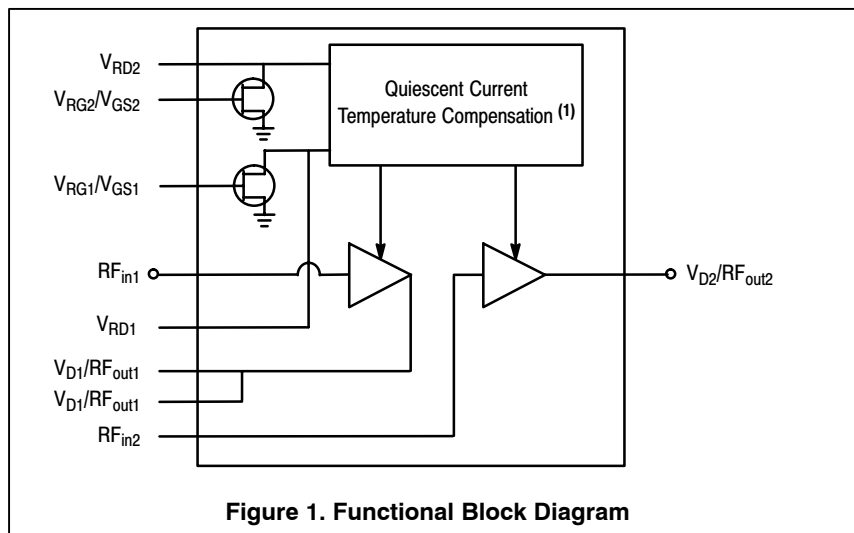 V_RD2
V_RG2/V_GS2
Quiescent Current
Temperature Compensation (1)
V_RG1/V_GS1
RF_in1
V_D2/RF_out2
V_RD1
V_D1/RF_out1
V_D1/RF_out1
RF_in2
Figure 1. Functional Block Diagram